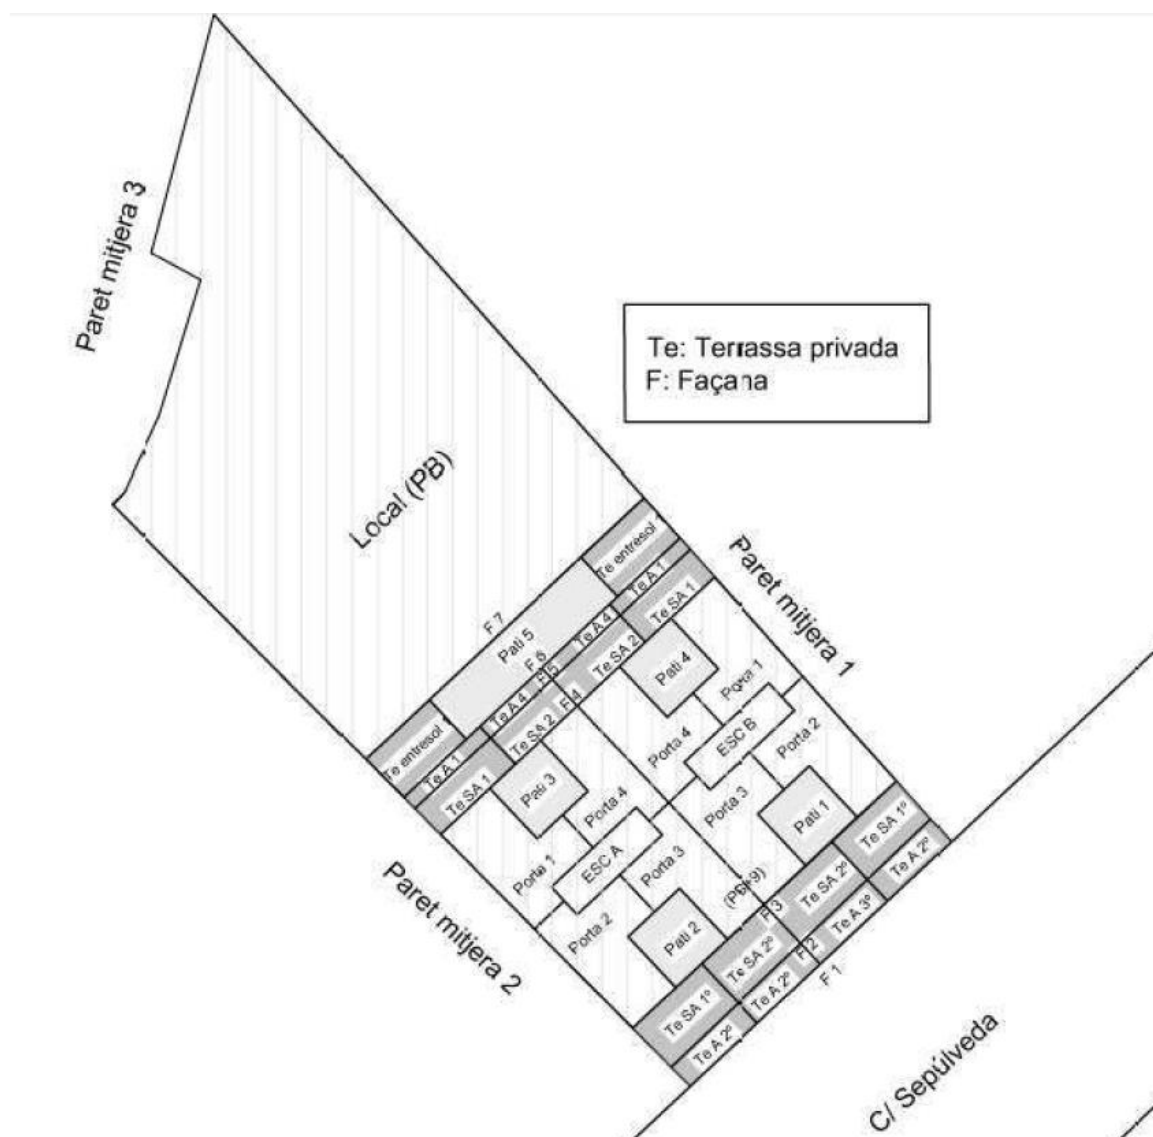 Paret mitjera 3
Te: Terrassa privada
F: Façana
Local (PB)
Paret mitjera 1
Te entresol
Te A 1
Te SA 1
F 7
Pati 5
F 6
F 5
F 4
Te A 4
Te SA 2
Te A 4
Te SA 2
Te entresol
Te A 1
Te SA 1
Pati 4
Porta 1
Porta 4
ESC B
Porta 2
Porta 3
Pati 1
Pati 3
Porta 4
Porta 1
ESC A
Porta 3
Porta 2
Pati 2
(PB+9)
Paret mitjera 2
F 3
F 2
F 1
Te SA 1º
Te A 2º
Te SA 2º
Te A 3º
Te SA 2º
Te A 2º
Te SA 1º
Te A 2º
C/ Sepúlveda